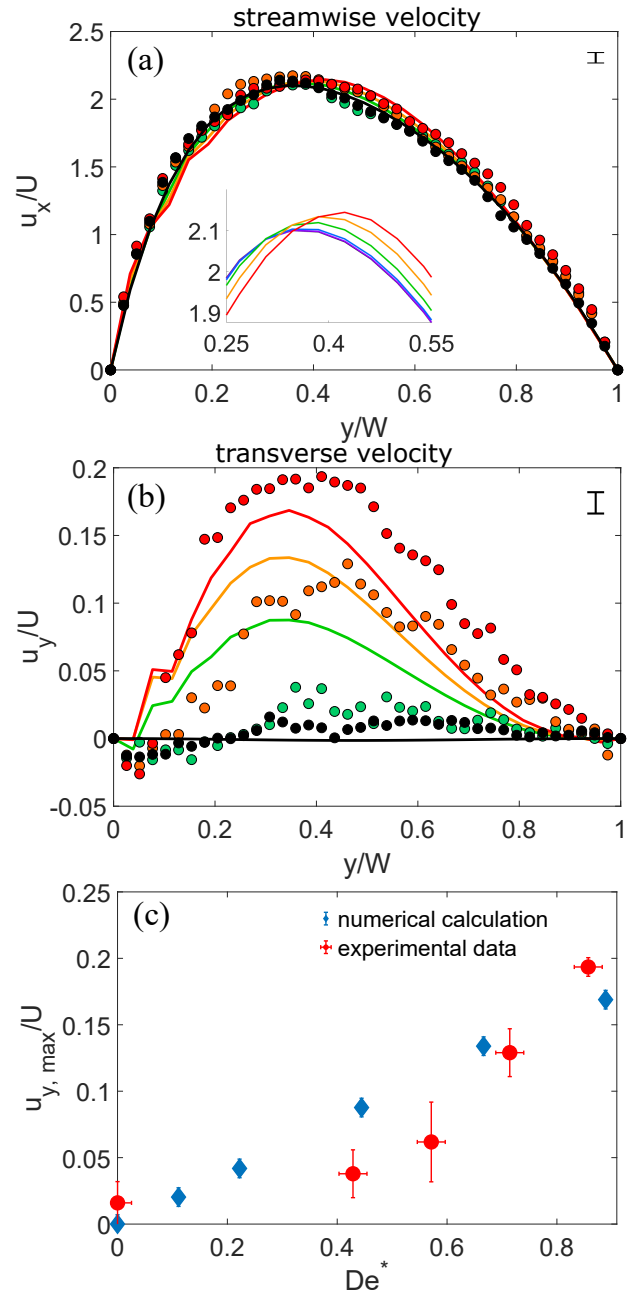 streamwise velocity
(a)
2.5
2
1.5
1
0.5
0
u_x/U
2.1
2
1.9
0.25 0.4 0.55
0 0.2 0.4 0.6 0.8 1
y/W
transverse velocity
(b)
0.2
0.15
0.1
0.05
0
-0.05
u_y/U
0 0.2 0.4 0.6 0.8 1
y/W
(c)
0.25
0.2
0.15
0.1
0.05
0
u_{y, max}/U
numerical calculation
experimental data
0 0.2 0.4 0.6 0.8
De^*